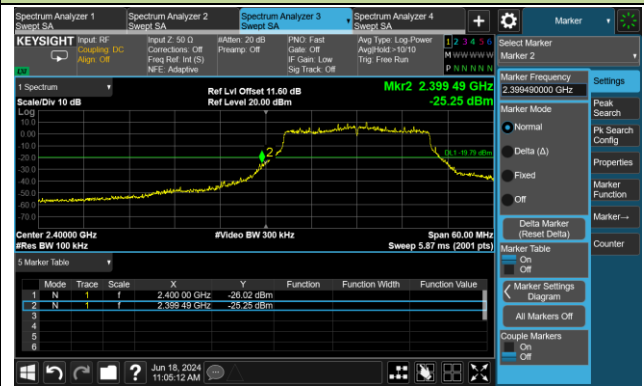 Spectrum Analyzer 1
Swept SA
Spectrum Analyzer 2
Swept SA
Spectrum Analyzer 3
Swept SA
Spectrum Analyzer 4
Swept SA
Marker
KEYSIGHT
Input: RF
Coupling: DC
Align: Off
Input Z: 50 Ω
Corrections: Off
Freq Ref: Int (S)
NFE: Adaptive
#Atten: 20 dB
Preamp: Off
PNO: Fast
Gate: Off
IF Gain: Low
Sig Track: Off
Avg Type: Log-Power
Avg|Hold:>10/10
Trig: Free Run
1 2 3 4 5 6
M W W W W W
P N N N N N
LXI
Select Marker
Marker 2
1 Spectrum
Scale/Div 10 dB
Log
Ref Lvl Offset 11.60 dB
Ref Level 20.00 dBm
Mkr2 2.399 49 GHz
-25.25 dBm
10.0
0.00
-10.0
-20.0
-30.0
-40.0
-50.0
-60.0
-70.0
2
DL1 -19.79 dBm
Center 2.40000 GHz
#Res BW 100 kHz
#Video BW 300 kHz
Span 60.00 MHz
Sweep 5.87 ms (2001 pts)
5 Marker Table
Mode Trace Scale X Y Function Function Width Function Value
1 N 1 f 2.400 00 GHz -26.02 dBm
2 N 1 f 2.399 49 GHz -25.25 dBm
3
4
5
6
Marker Frequency
2.399490000 GHz
Marker Mode
Normal
Delta (Δ)
Fixed
Off
Delta Marker
(Reset Delta)
Marker Table
On
Off
Marker Settings
Diagram
All Markers Off
Couple Markers
On
Off
Settings
Peak
Search
Pk Search
Config
Properties
Marker
Function
Marker→
Counter
?
Jun 18, 2024
11:05:12 AM